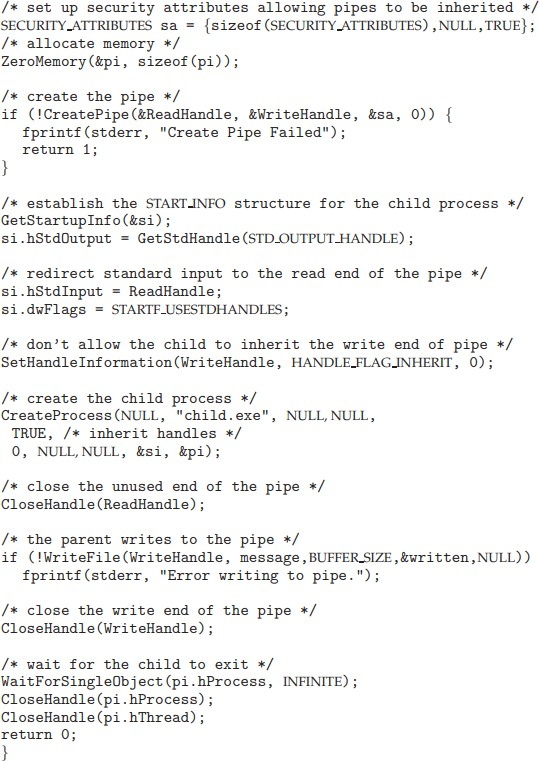 /* set up security attributes allowing pipes to be inherited */
SECURITY_ATTRIBUTES sa = {sizeof(SECURITY_ATTRIBUTES),NULL,TRUE};
/* allocate memory */
ZeroMemory(&pi, sizeof(pi));

/* create the pipe */
if (!CreatePipe(&ReadHandle, &WriteHandle, &sa, 0)) {
   fprintf(stderr, "Create Pipe Failed");
   return 1;
}

/* establish the START_INFO structure for the child process */
GetStartupInfo(&si);
si.hStdOutput = GetStdHandle(STD_OUTPUT_HANDLE);

/* redirect standard input to the read end of the pipe */
si.hStdInput = ReadHandle;
si.dwFlags = STARTF_USESTDHANDLES;

/* don't allow the child to inherit the write end of pipe */
SetHandleInformation(WriteHandle, HANDLE_FLAG_INHERIT, 0);

/* create the child process */
CreateProcess(NULL, "child.exe", NULL, NULL,
  TRUE, /* inherit handles */
  0, NULL, NULL, &si, &pi);

/* close the unused end of the pipe */
CloseHandle(ReadHandle);

/* the parent writes to the pipe */
if (!WriteFile(WriteHandle, message,BUFFER_SIZE,&written,NULL))
   fprintf(stderr, "Error writing to pipe.");

/* close the write end of the pipe */
CloseHandle(WriteHandle);

/* wait for the child to exit */
WaitForSingleObject(pi.hProcess, INFINITE);
CloseHandle(pi.hProcess);
CloseHandle(pi.hThread);
return 0;
}